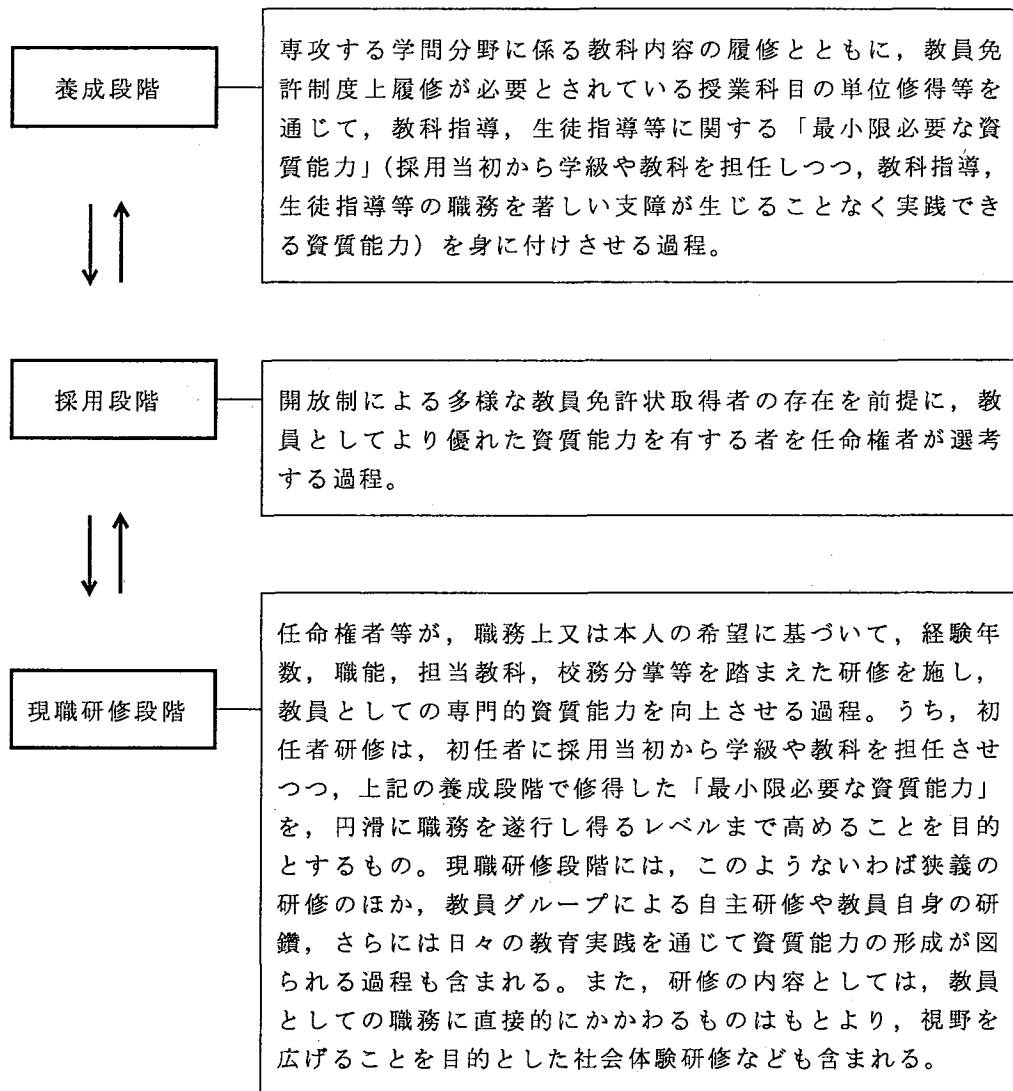 養成段階
専攻する学問分野に係る教科内容の履修とともに，教員免
許制度上履修が必要とされている授業科目の単位修得等を
通じて，教科指導，生徒指導等に関する「最小限必要な資
質能力」（採用当初から学級や教科を担任しつつ，教科指導，
生徒指導等の職務を著しい支障が生じることなく実践でき
る資質能力）を身に付けさせる過程。
採用段階
開放制による多様な教員免許状取得者の存在を前提に，教
員としてより優れた資質能力を有する者を任命権者が選考
する過程。
現職研修段階
任命権者等が，職務上又は本人の希望に基づいて，経験年
数，職能，担当教科，校務分掌等を踏まえた研修を施し，
教員としての専門的資質能力を向上させる過程。うち，初
任者研修は，初任者に採用当初から学級や教科を担任させ
つつ，上記の養成段階で修得した「最小限必要な資質能力」
を，円滑に職務を遂行し得るレベルまで高めることを目的
とするもの。現職研修段階には，このようないわば狭義の
研修のほか，教員グループによる自主研修や教員自身の研
鑽，さらには日々の教育実践を通じて資質能力の形成が図
られる過程も含まれる。また，研修の内容としては，教員
としての職務に直接的にかかわるものはもとより，視野を
広げることを目的とした社会体験研修なども含まれる。